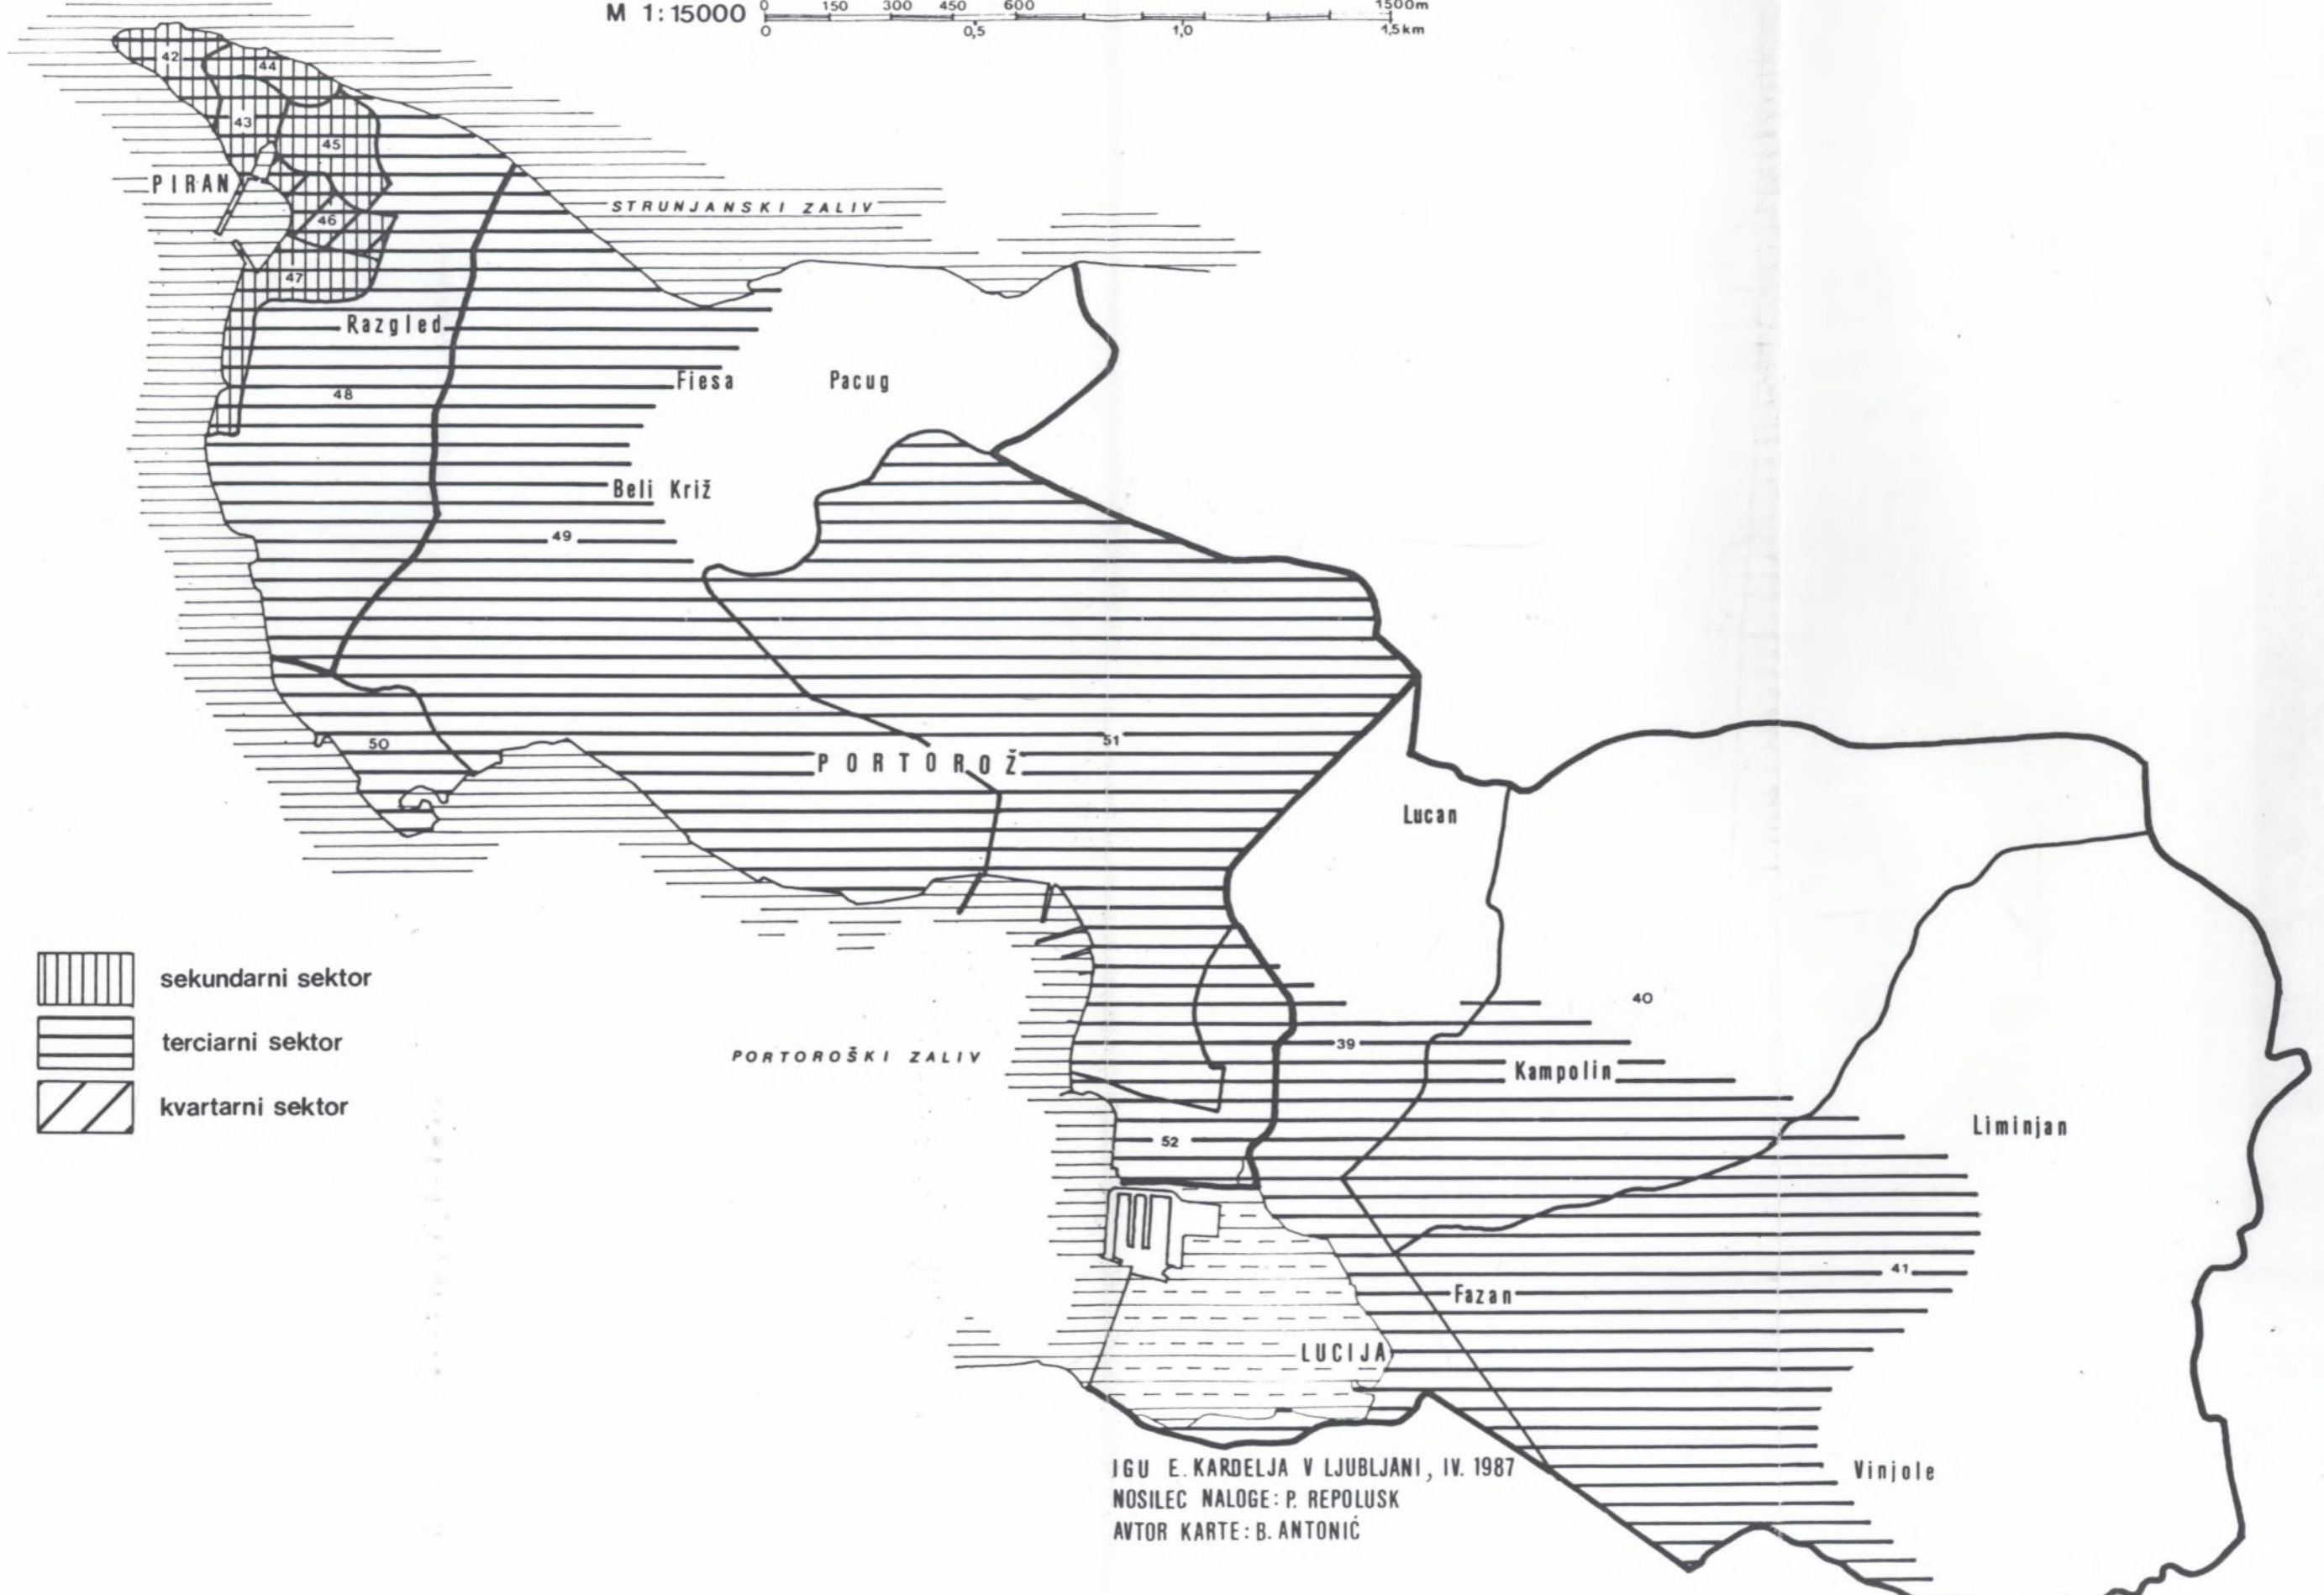 M 1:15000
0 150 300 450 600 1500m
0 0,5 1,0 1,5km
42
44
43
45
PIRAN
STRUNJANSKI ZALIV
46
47
Razgled
Fiesa
Pacug
48
Beli Križ
49
50
51
PORTOROŽ
Lucan
sekundarni sektor
40
terciarni sektor
39
PORTOROŠKI ZALIV
Kampolin
kvartarni sektor
Liminjan
52
41
Fazan
LUCIJA
IGU E. KARDELJA V LJUBLJANI, IV. 1987
Vinjole
NOSILEC NALOGE: P. REPOLUSK
AVTOR KARTE: B. ANTONIĆ